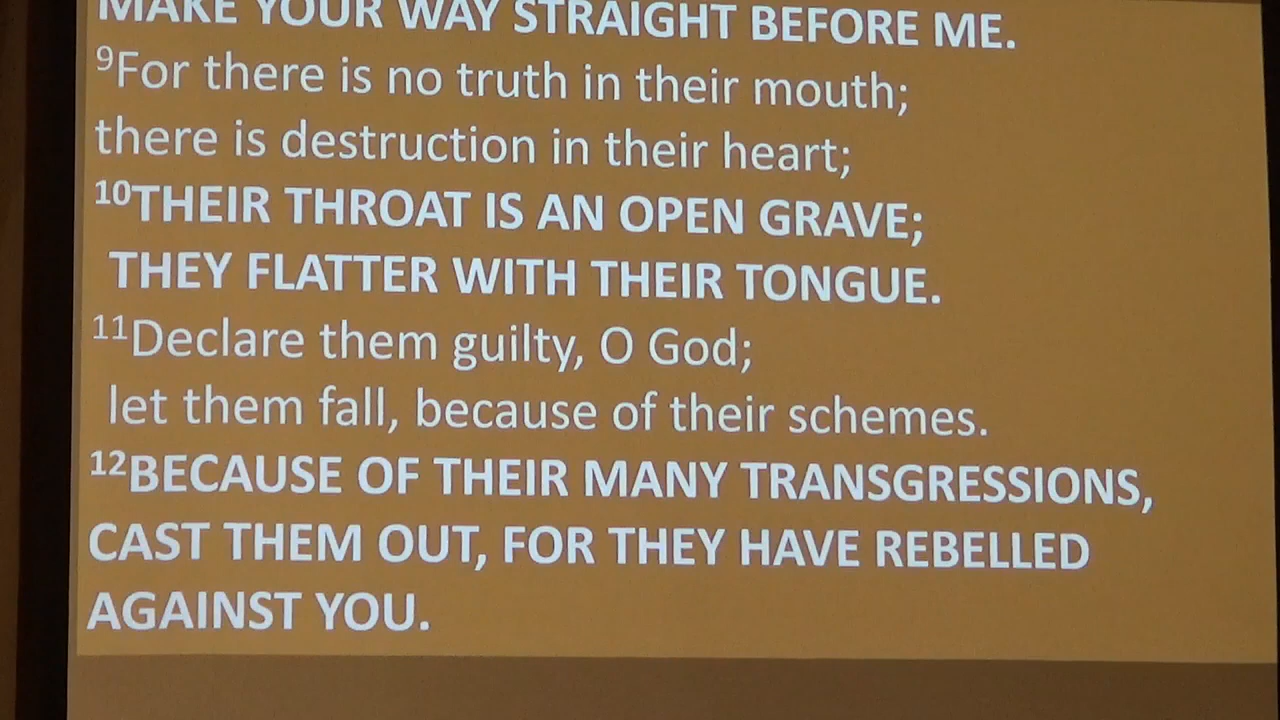 MAKE YOUR WAY STRAIGHT BEFORE ME.
⁹For there is no truth in their mouth;
there is destruction in their heart;
¹⁰THEIR THROAT IS AN OPEN GRAVE;
THEY FLATTER WITH THEIR TONGUE.
¹¹Declare them guilty, O God;
let them fall, because of their schemes.
¹²BECAUSE OF THEIR MANY TRANSGRESSIONS,
CAST THEM OUT, FOR THEY HAVE REBELLED
AGAINST YOU.